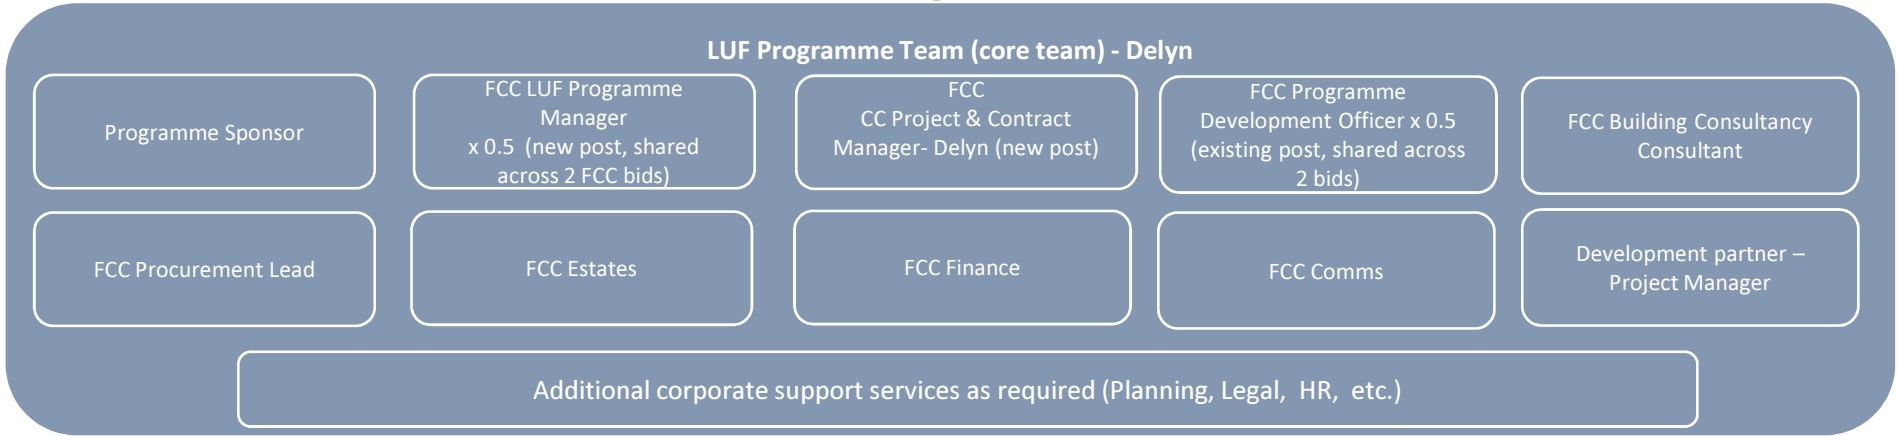 LUF Programme Team (core team) - Delyn
Programme Sponsor
FCC LUF Programme
Manager
x 0.5 (new post, shared
across 2 FCC bids)
FCC
CC Project & Contract
Manager- Delyn (new post)
FCC Programme
Development Officer x 0.5
(existing post, shared across
2 bids)
FCC Building Consultancy
Consultant
FCC Procurement Lead
FCC Estates
FCC Finance
FCC Comms
Development partner –
Project Manager
Additional corporate support services as required (Planning, Legal, HR, etc.)